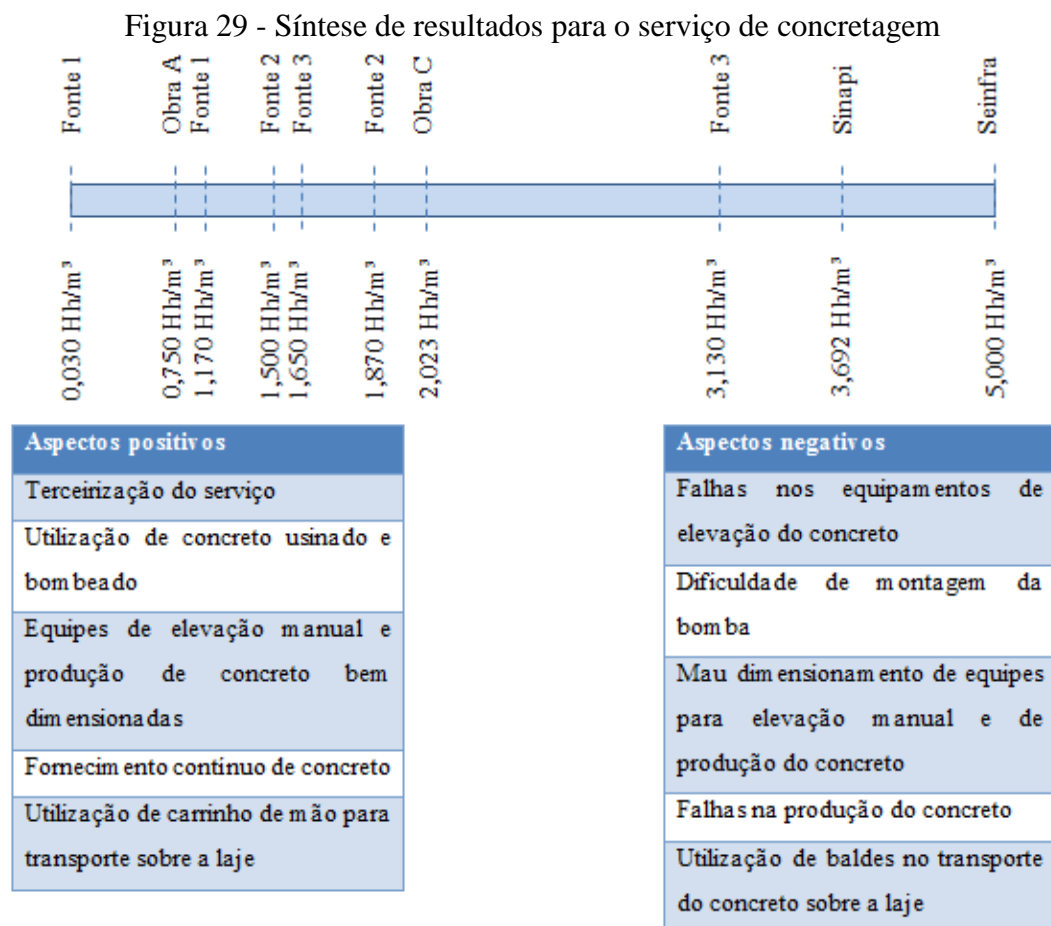 Figura 29 - Síntese de resultados para o serviço de concretagem
Fonte 1
Obra A
Fonte 1
Fonte 2
Fonte 3
Fonte 2
Obra C
Fonte 3
Sinapi
Seinfra
0,030 Hh/m³
0,750 Hh/m³
1,170 Hh/m³
1,500 Hh/m³
1,650 Hh/m³
1,870 Hh/m³
2,023 Hh/m³
3,130 Hh/m³
3,692 Hh/m³
5,000 Hh/m³
Aspectos positivos
Terceirização do serviço
Utilização de concreto usinado e
bombeado
Equipes de elevação manual e
produção de concreto bem
dimensionadas
Fornecimento contínuo de concreto
Utilização de carrinho de mão para
transporte sobre a laje
Aspectos negativos
Falhas nos equipamentos de
elevação do concreto
Dificuldade de montagem da
bomba
Mau dimensionamento de equipes
para elevação manual e de
produção do concreto
Falhas na produção do concreto
Utilização de baldes no transporte
do concreto sobre a laje